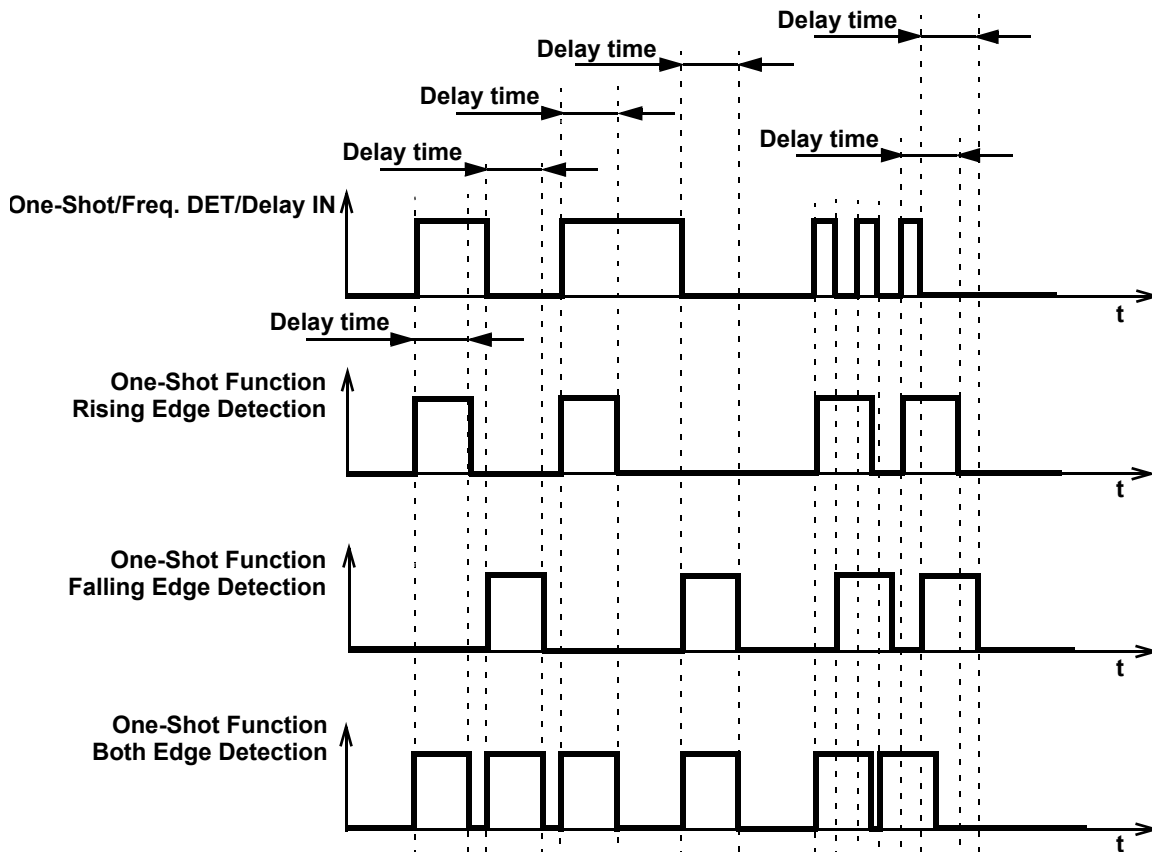 Delay time
Delay time
Delay time
Delay time
Delay time
One-Shot/Freq. DET/Delay IN
t
Delay time
One-Shot Function
Rising Edge Detection
t
One-Shot Function
Falling Edge Detection
t
One-Shot Function
Both Edge Detection
t